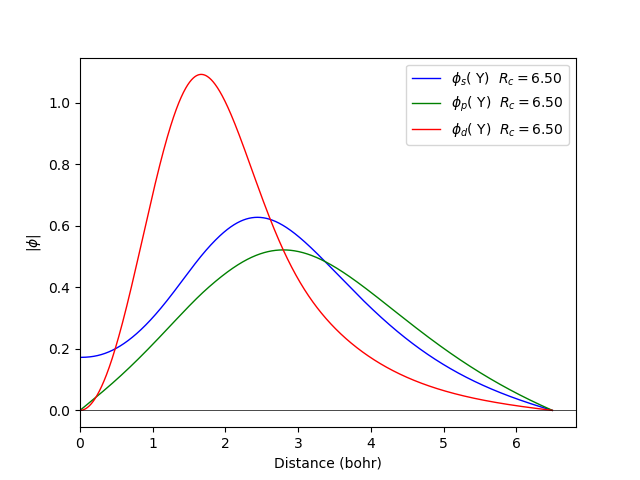 ϕs( Y) Rc = 6.50
ϕp( Y) Rc = 6.50
ϕd( Y) Rc = 6.50
|ϕ|
1.0
0.8
0.6
0.4
0.2
0.0
0 1 2 3 4 5 6
Distance (bohr)